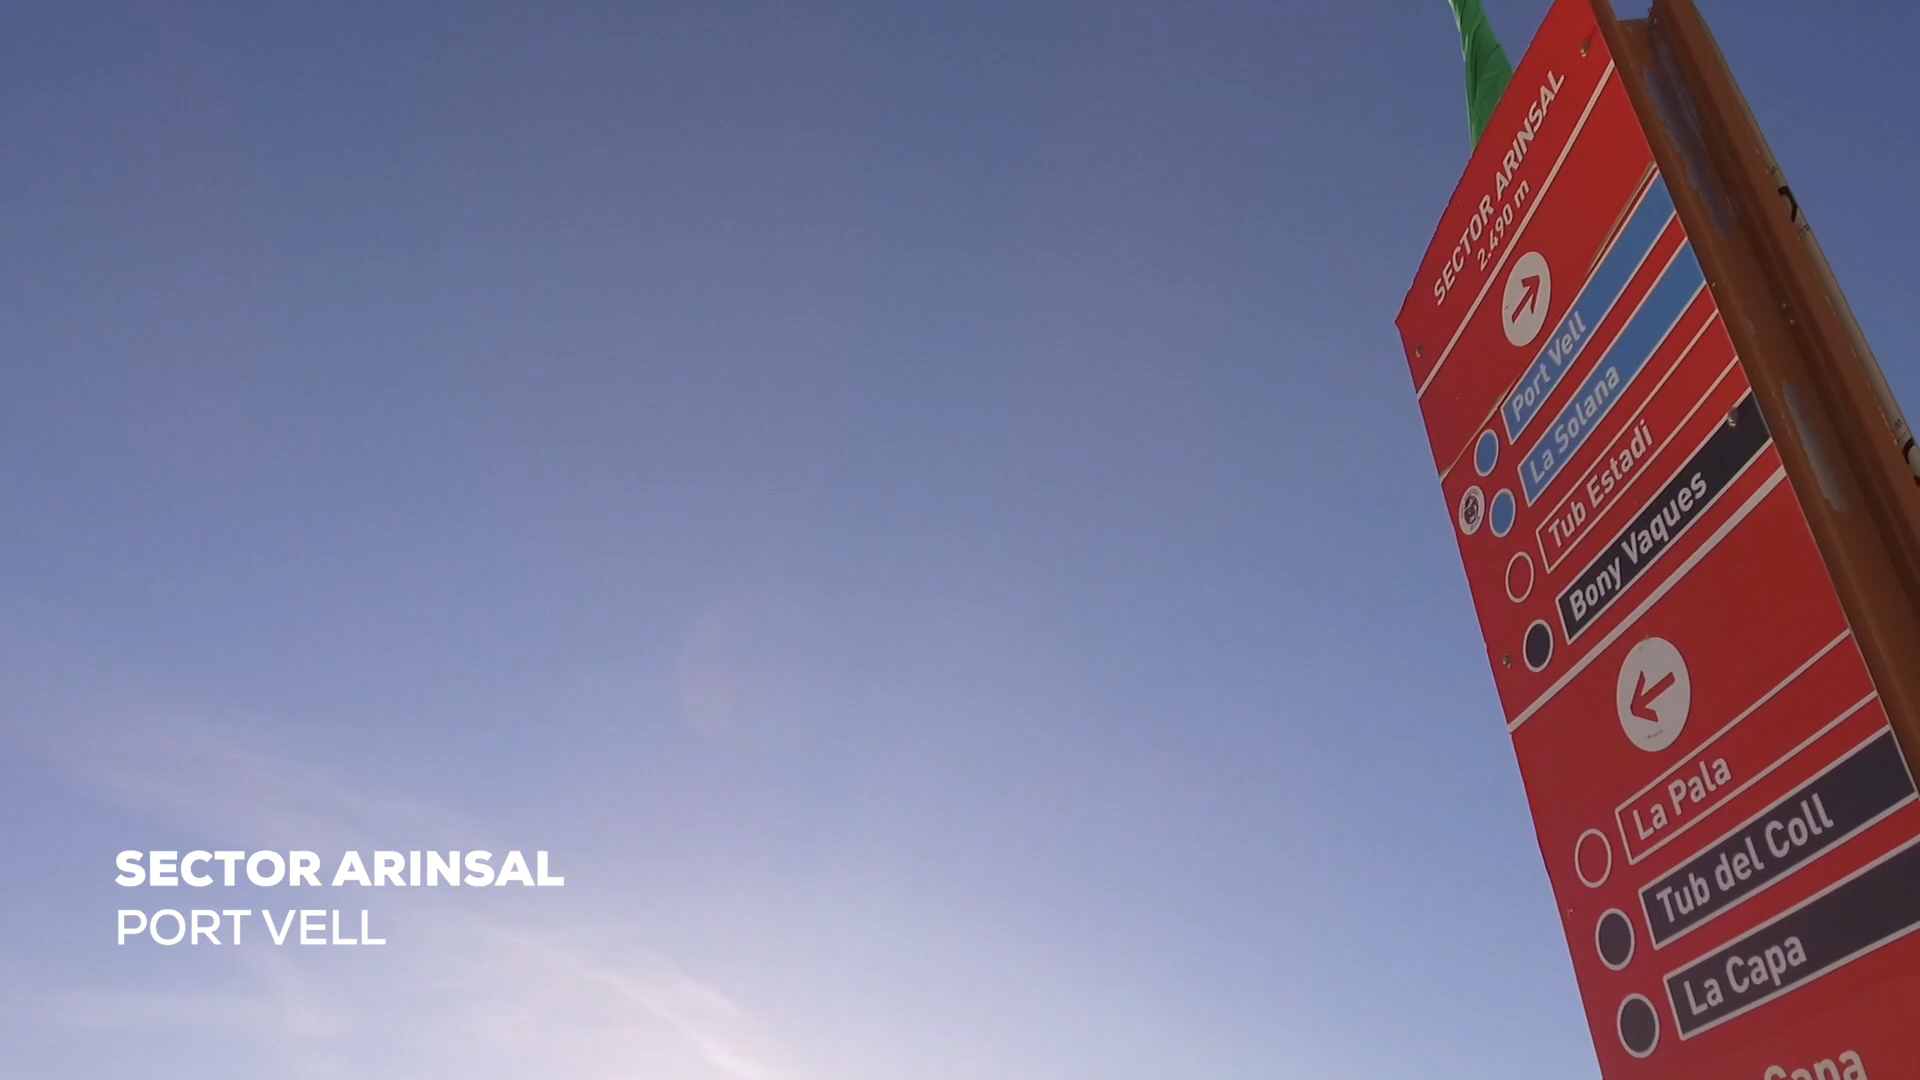 SECTOR ARINSAL
2.490 m
Port Vell
La Solana
Tub Estadi
Bony Vaques
La Pala
Tub del Coll
La Capa
SECTOR ARINSAL
PORT VELL